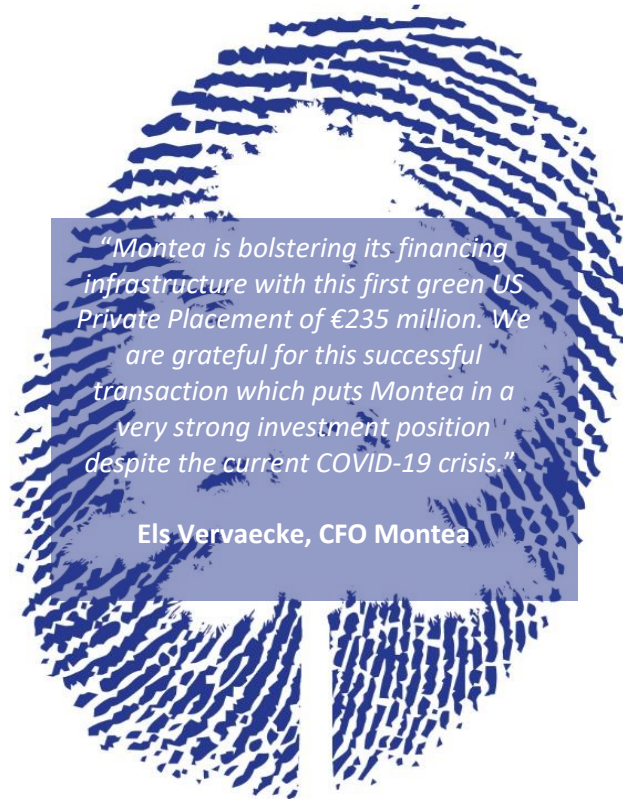 “Montea is bolstering its financing
infrastructure with this first green US
Private Placement of €235 million. We
are grateful for this successful
transaction which puts Montea in a
very strong investment position
despite the current COVID-19 crisis.”.
Els Vervaecke, CFO Montea